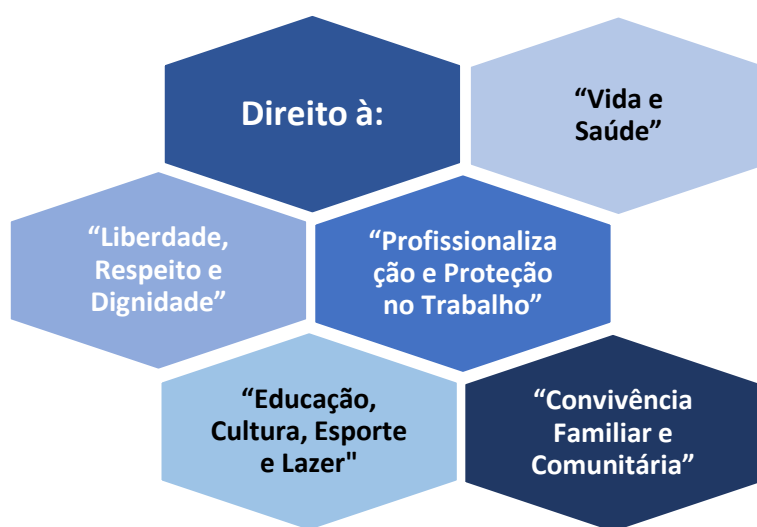 Direito à:
“Vida e
Saúde”
“Liberdade,
Respeito e
Dignidade”
“Profissionaliza
ção e Proteção
no Trabalho”
“Educação,
Cultura, Esporte
e Lazer"
“Convivência
Familiar e
Comunitária”